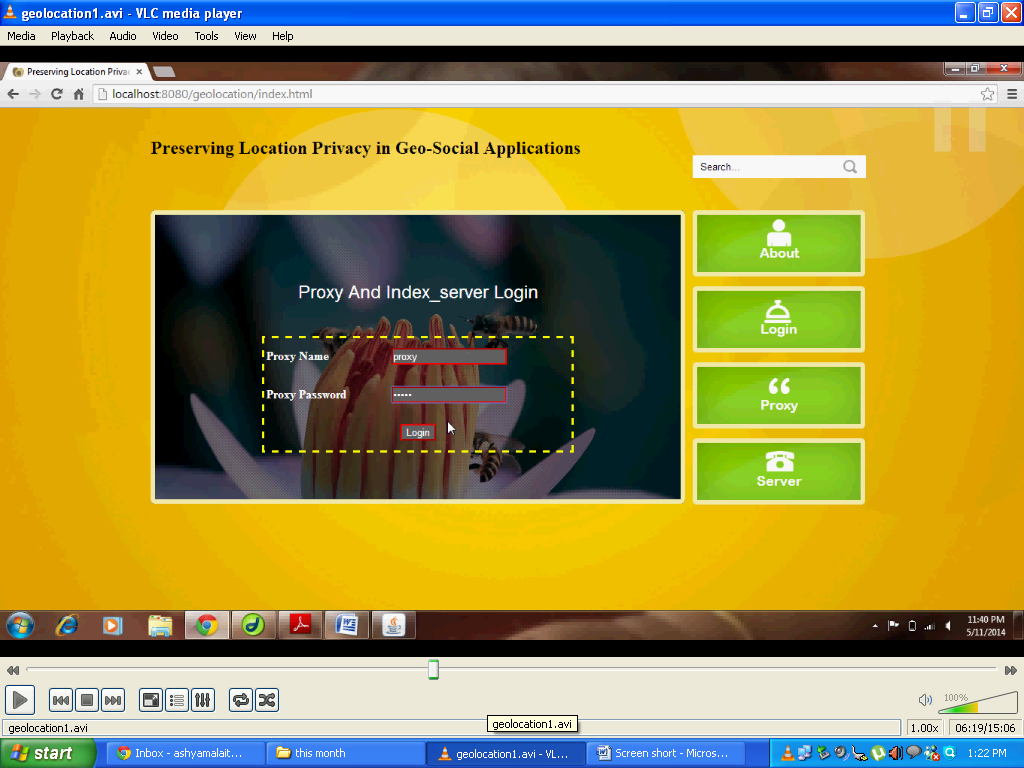 geolocation1.avi - VLC media player
Media Playback Audio Video Tools View Help
Preserving Location Priva
localhost:8080/geolocation/index.html
Preserving Location Privacy in Geo-Social Applications
Search...
About
Proxy And Index_server Login
Login
Proxy Name proxy
Proxy Password •••••
Proxy
Login
Server
11:40 PM
5/11/2014
100%
geolocation1.avi
geolocation1.avi
1.00x 06:19/15:06
start
Inbox - ashyamalait...
this month
geolocation1.avi - VL...
Screen short - Micros...
1:22 PM